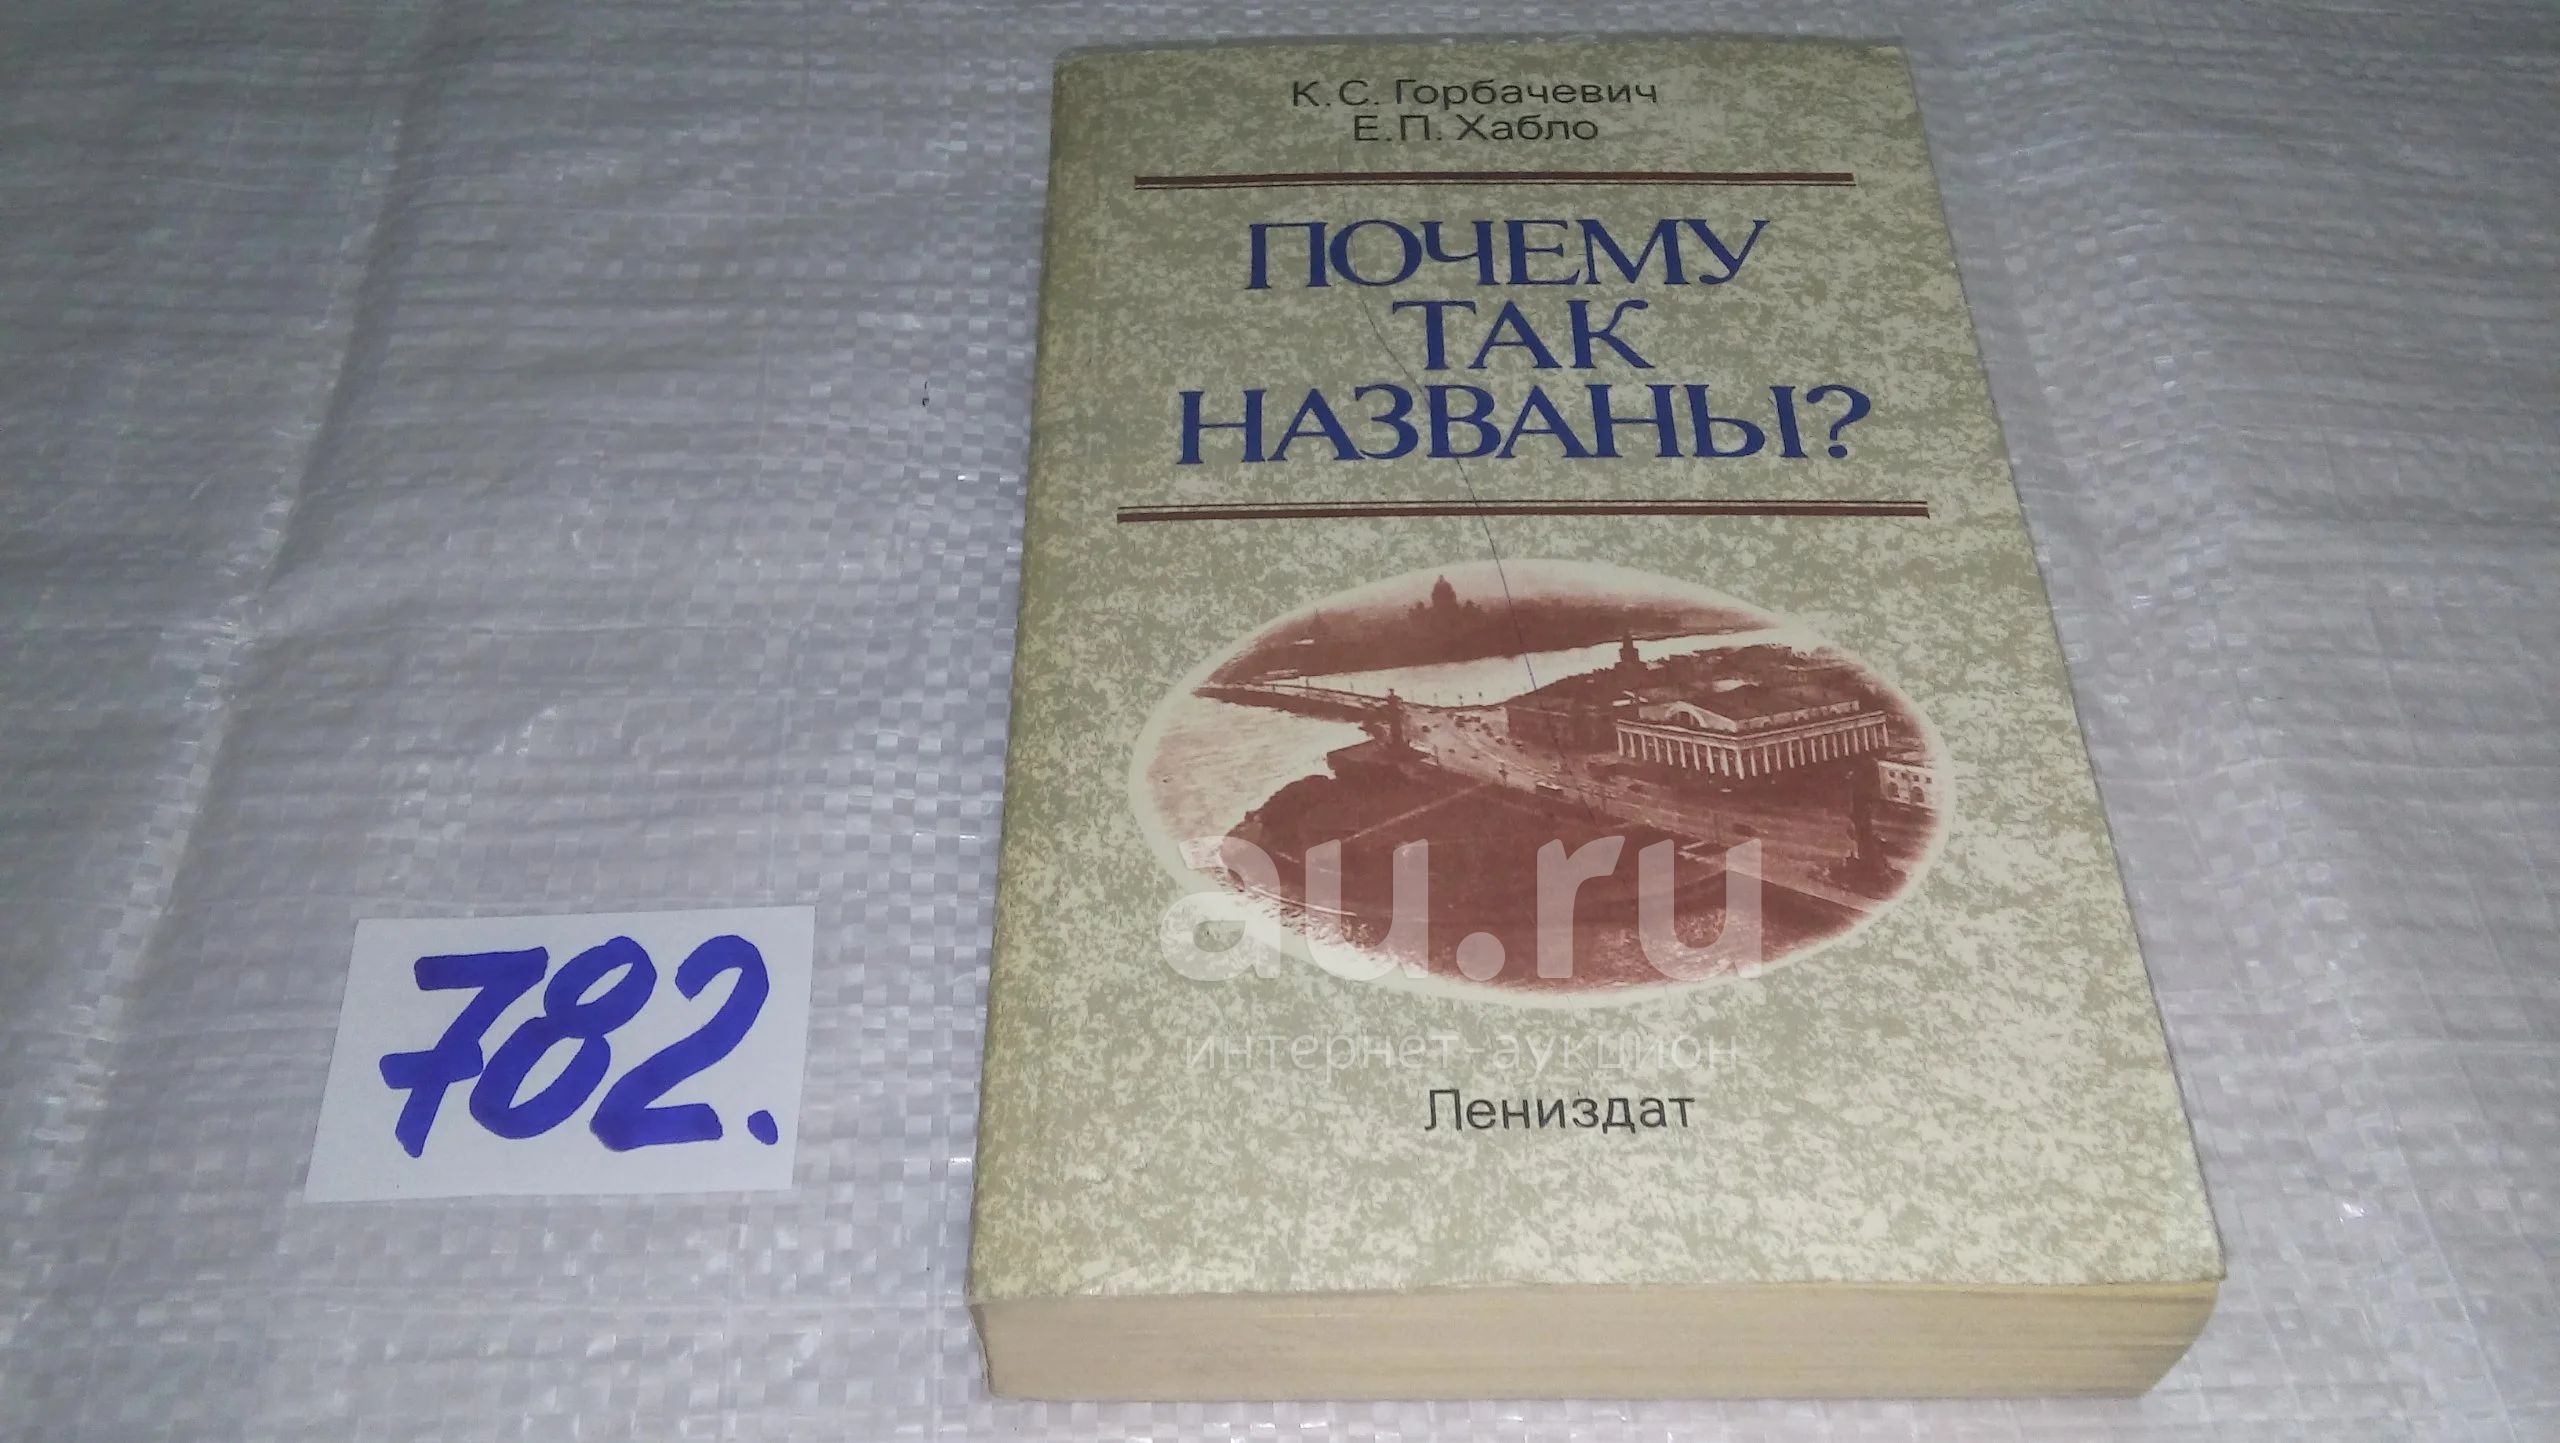 К.С. Горбачевич
Е.П. Хабло
ПОЧЕМУ
ТАК
НАЗВАНЫ?
au.ru
интернет-аукцион
Лениздат
782.